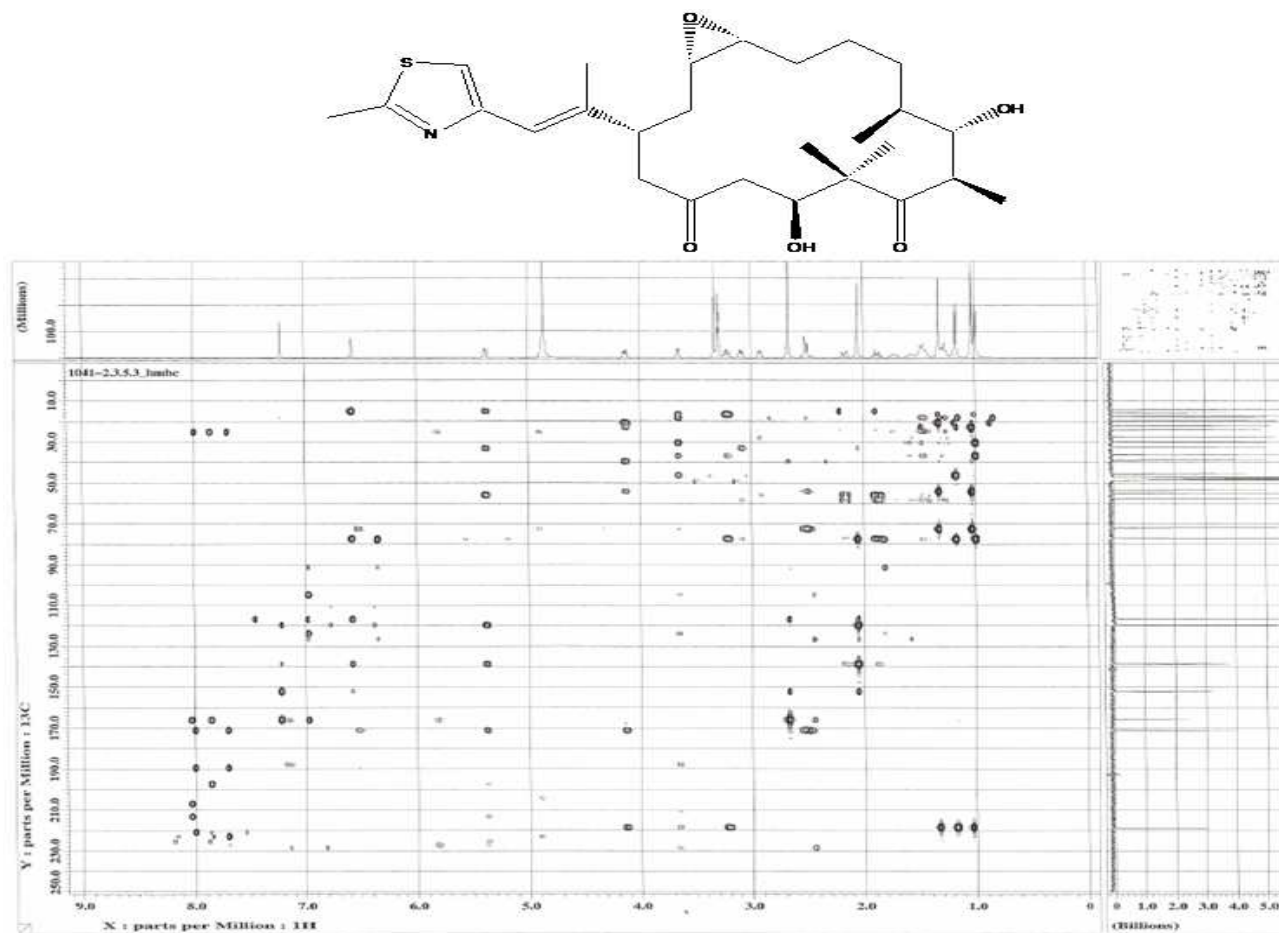 O
S
N
OH
O
OH
O
(Millions)
100.0
1041-2.3.5.3_hmbc
10.0
30.0
50.0
70.0
90.0
110.0
130.0
150.0
170.0
190.0
210.0
230.0
250.0
Y : parts per Million : 13C
9.0 8.0 7.0 6.0 5.0 4.0 3.0 2.0 1.0 0
X : parts per Million : 1H
0 1.0 2.0 3.0 4.0 5.0
(Billions)